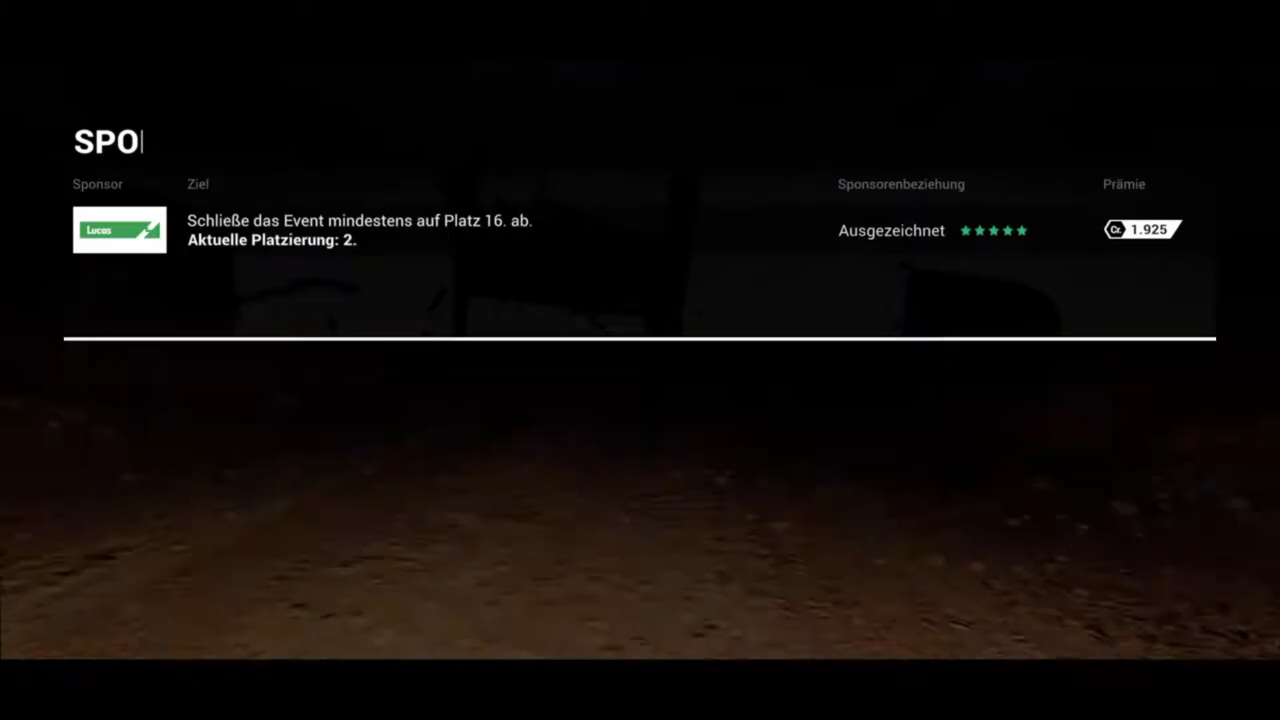 SPO
Sponsor Ziel Sponsorenbeziehung Prämie
Lucas
Schließe das Event mindestens auf Platz 16. ab.
Aktuelle Platzierung: 2.
Ausgezeichnet
Cr. 1.925